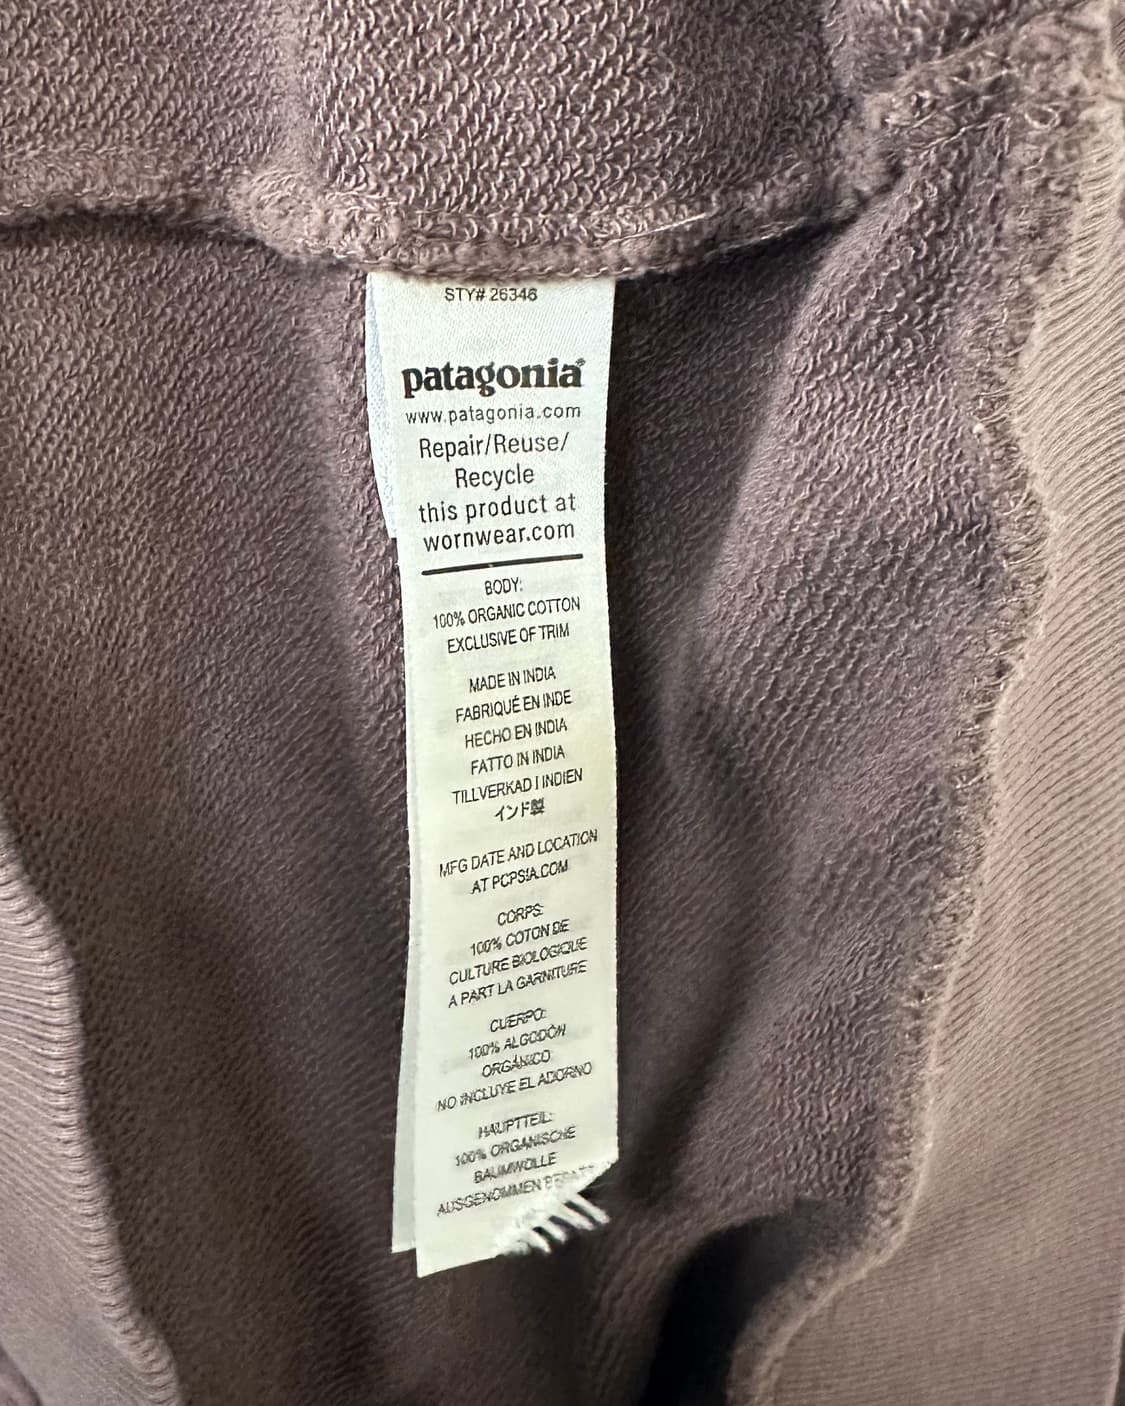 STY# 26346
patagonia®
www.patagonia.com
Repair/Reuse/
Recycle
this product at
wornwear.com
BODY:
100% ORGANIC COTTON
EXCLUSIVE OF TRIM
MADE IN INDIA
FABRIQUÉ EN INDE
HECHO EN INDIA
FATTO IN INDIA
TILLVERKAD I INDIEN
インド製
MFG DATE AND LOCATION
AT PCPSIA.COM
CORPS:
100% COTON DE
CULTURE BIOLOGIQUE
A PART LA GARNITURE
CUERPO:
100% ALGODÓN
ORGÁNICO
NO INCLUYE EL ADORNO
HAUPTTEIL:
100% ORGANISCHE
BAUMWOLLE
AUSGENOMMEN